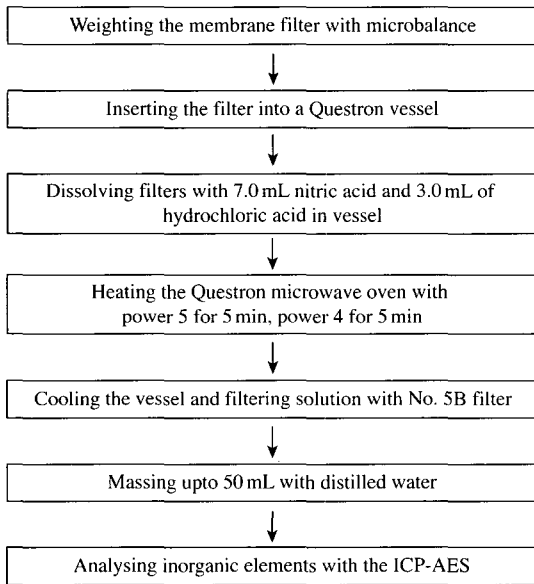 Weighting the membrane filter with microbalance
Inserting the filter into a Questron vessel
Dissolving filters with 7.0 mL nitric acid and 3.0 mL of
hydrochloric acid in vessel
Heating the Questron microwave oven with
power 5 for 5 min, power 4 for 5 min
Cooling the vessel and filtering solution with No. 5B filter
Massing upto 50 mL with distilled water
Analysing inorganic elements with the ICP-AES